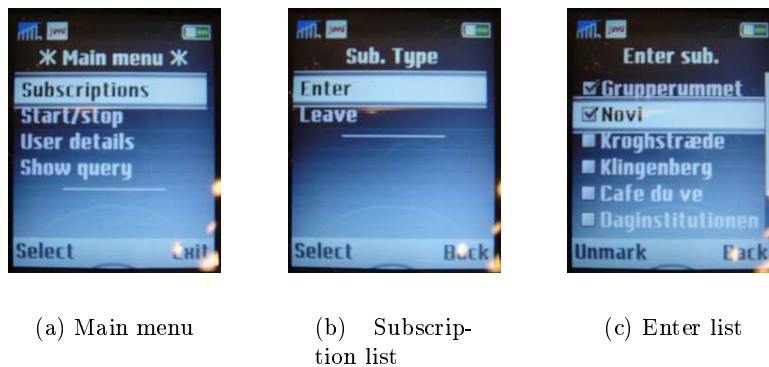 Ж Main menu Ж
Subscriptions
Start/stop
User details
Show query
Select Exit
(a) Main menu
Sub. Type
Enter
Leave
Select Back
(b) Subscrip-
tion list
Enter sub.
Grupperummet
Novi
Kroghstræde
Klingenberg
Cafe du ve
Daginstitutionen
Unmark Back
(c) Enter list